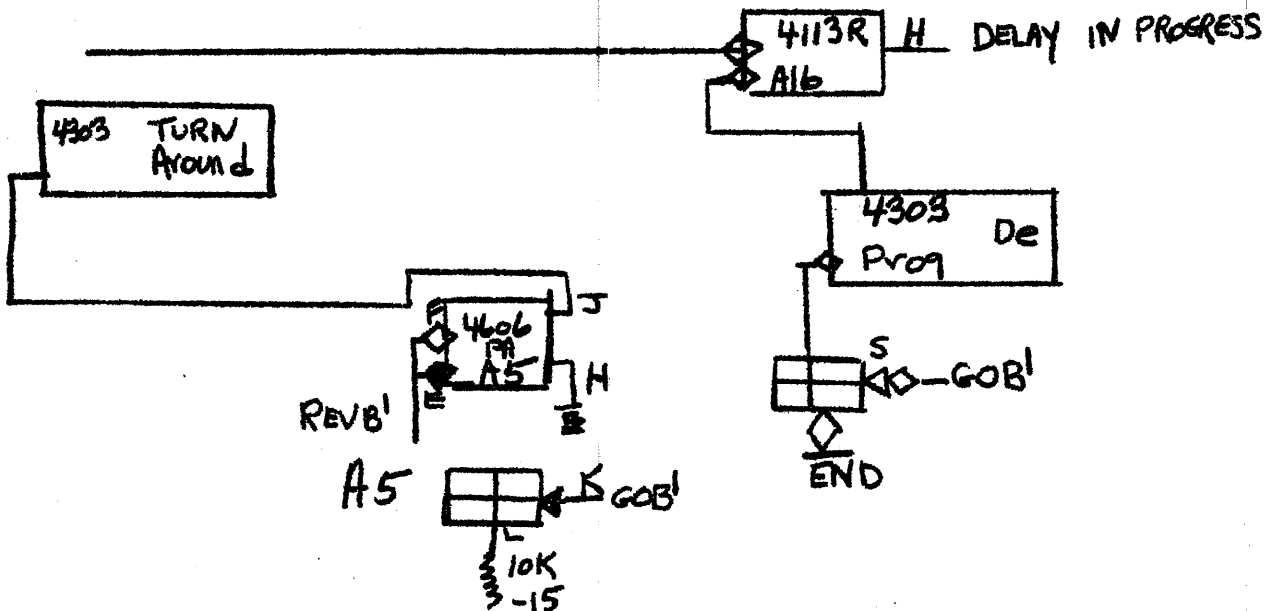 4113R H DELAY IN PROGRESS
A16
4303 TURN
Around
4303 De
Prog
J
4606
PA
A5 H
E
REVB'
S
GOB'
END
A5 K GOB'
L
10K
-15